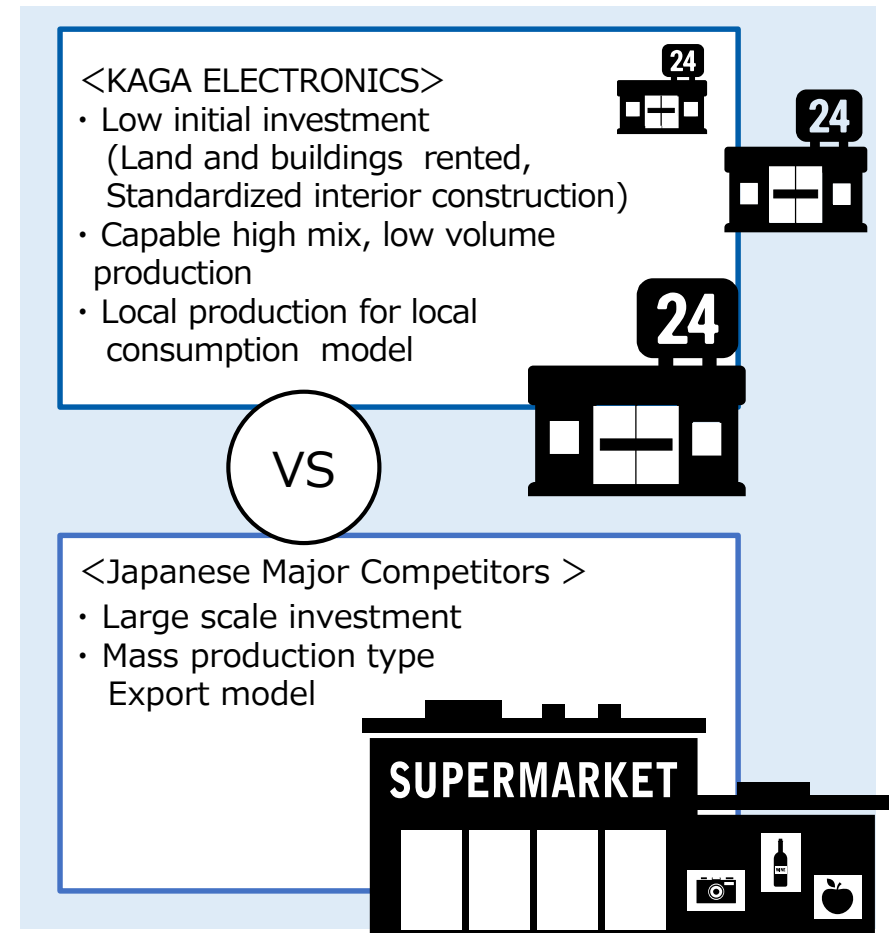 ＜KAGA ELECTRONICS＞
24
・Low initial investment
(Land and buildings rented,
Standardized interior construction)
24
・Capable high mix, low volume
production
・Local production for local
consumption model
24
VS
＜Japanese Major Competitors ＞
・Large scale investment
・Mass production type
Export model
SUPERMARKET